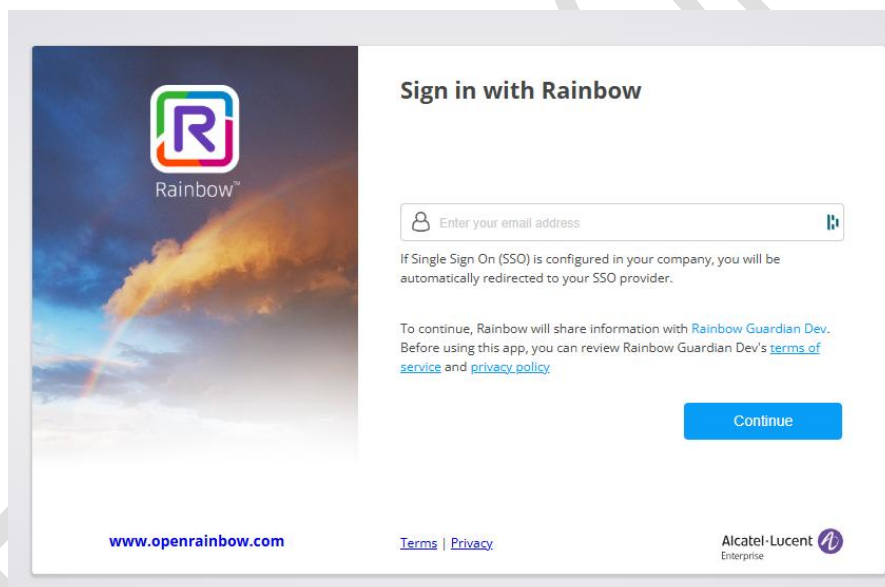 Rainbow™
Sign in with Rainbow
Enter your email address
If Single Sign On (SSO) is configured in your company, you will be
automatically redirected to your SSO provider.
To continue, Rainbow will share information with Rainbow Guardian Dev.
Before using this app, you can review Rainbow Guardian Dev's terms of
service and privacy policy
Continue
www.openrainbow.com
Terms | Privacy
Alcatel·Lucent
Enterprise